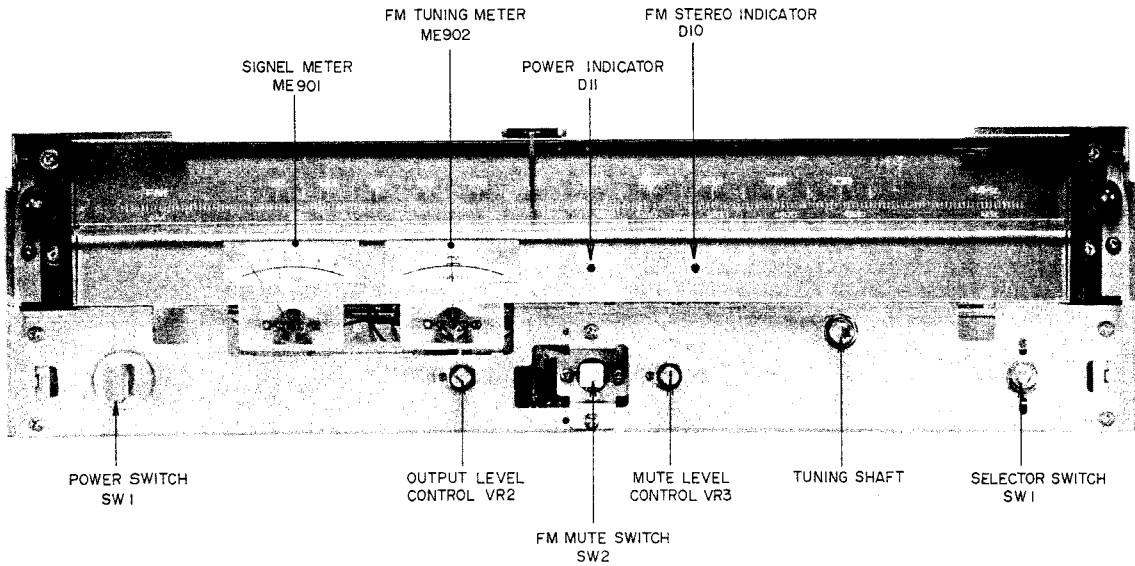 FM TUNING METER
ME902
FM STEREO INDICATOR
D10
SIGNEL METER
ME901
POWER INDICATOR
D11
POWER SWITCH
SW1
OUTPUT LEVEL
CONTROL VR2
MUTE LEVEL
CONTROL VR3
TUNING SHAFT
SELECTOR SWITCH
SW1
FM MUTE SWITCH
SW2